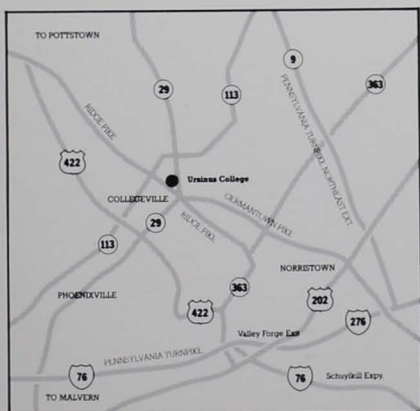 TO POTTSTOWN
9
29
113
363
RIDGE PIKE
PENNSYLVANIA TURNPIKE NORTHEAST EXT.
422
Ursinus College
COLLEGEVILLE
GERMANTOWN PIKE
29
RIDGE PIKE
113
NORRISTOWN
363
PHOENIXVILLE
202
422
276
Valley Forge Exit
PENNSYLVANIA TURNPIKE
76
76
Schuylkill Expy.
TO MALVERN